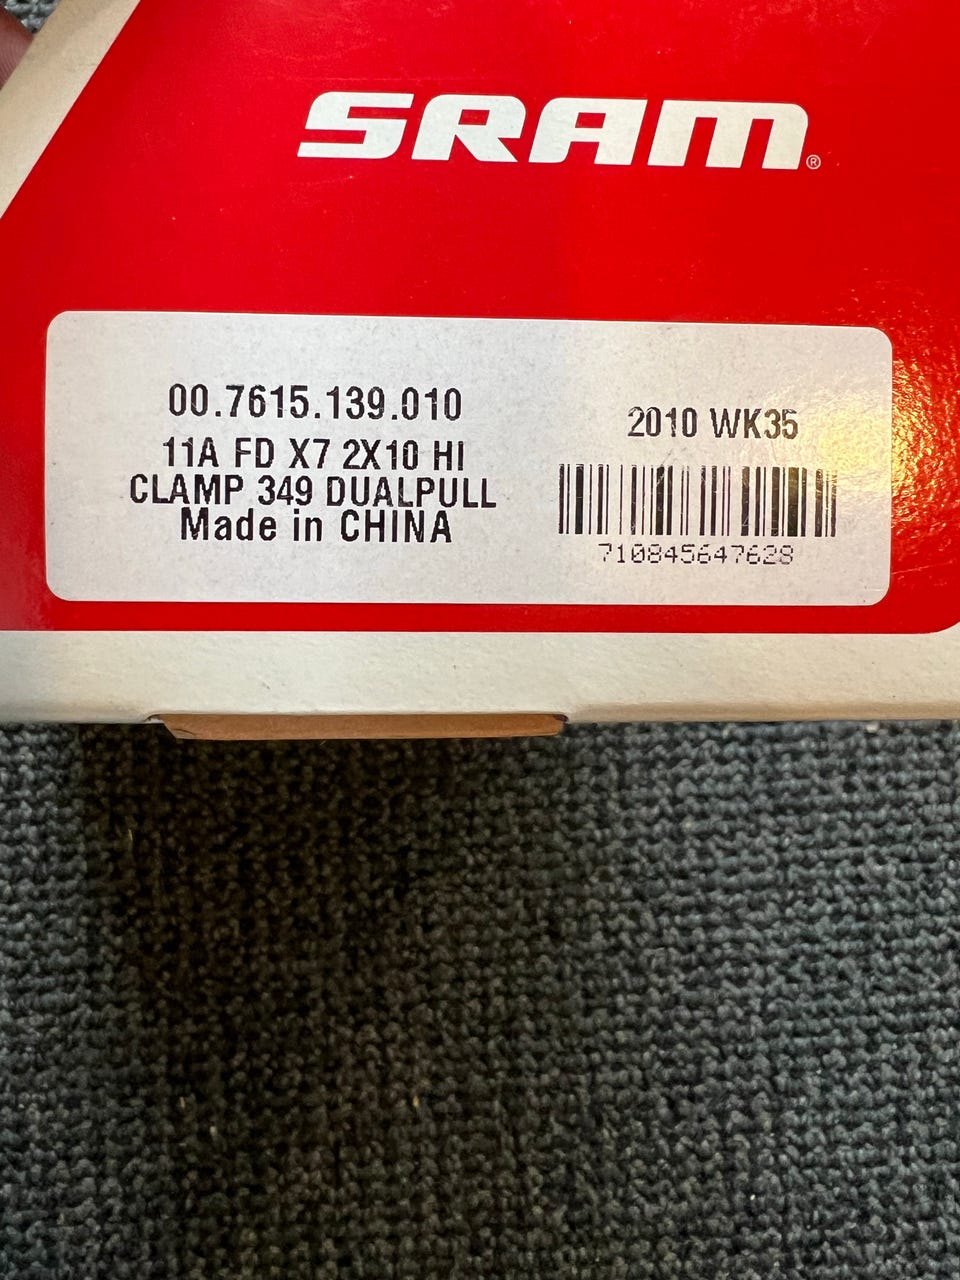 SRAM®
00.7615.139.010
11A FD X7 2X10 HI
CLAMP 349 DUALPULL
Made in CHINA
2010 WK35
710845647628